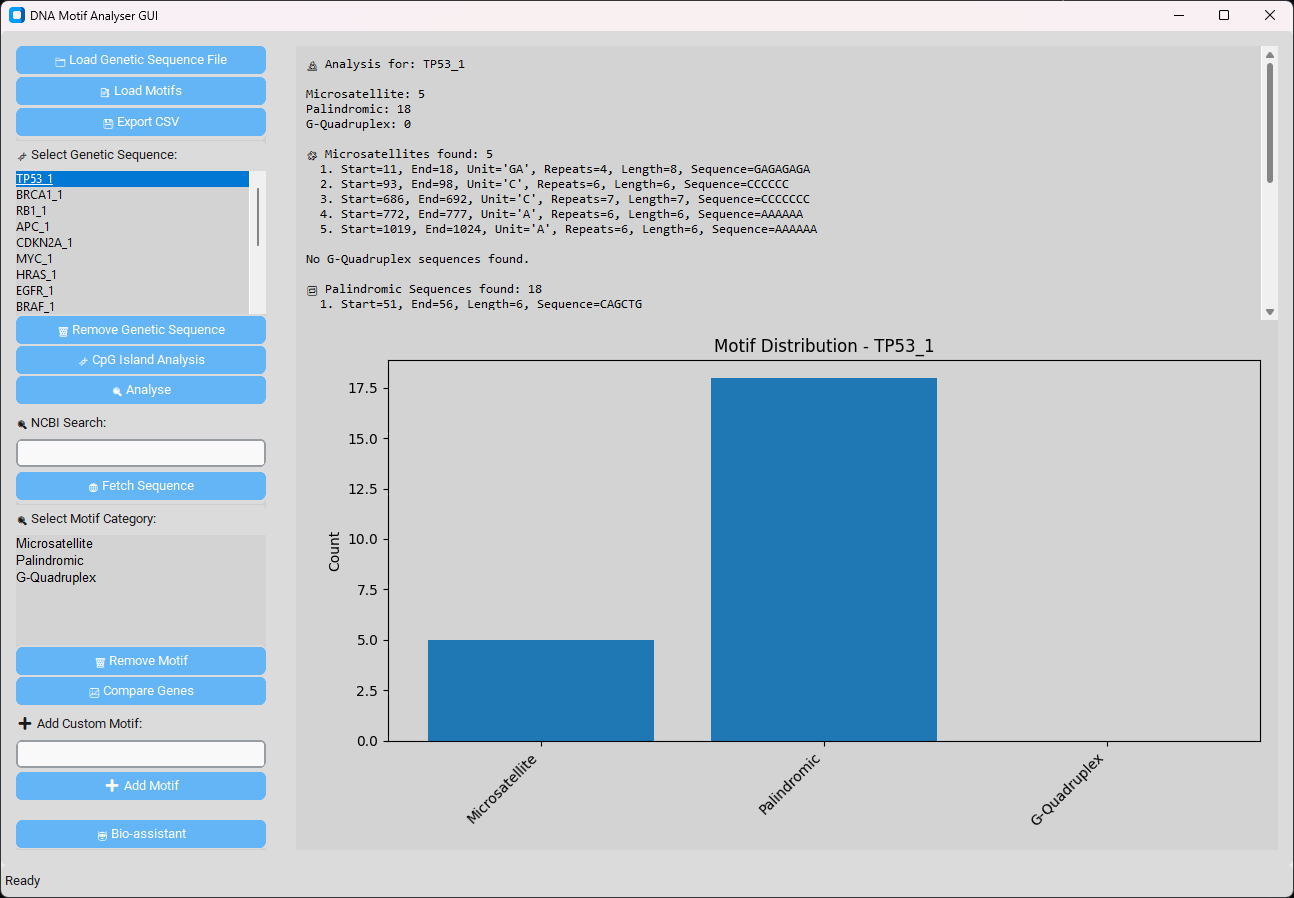 DNA Motif Analyser GUI
Load Genetic Sequence File
Load Motifs
Export CSV
Select Genetic Sequence:
TP53_1
BRCA1_1
RB1_1
APC_1
CDKN2A_1
MYC_1
HRAS_1
EGFR_1
BRAF_1
Remove Genetic Sequence
CpG Island Analysis
Analyse
NCBI Search:
Fetch Sequence
Select Motif Category:
Microsatellite
Palindromic
G-Quadruplex
Remove Motif
Compare Genes
Add Custom Motif:
Add Motif
Bio-assistant
Ready
Analysis for: TP53_1
Microsatellite: 5
Palindromic: 18
G-Quadruplex: 0
Microsatellites found: 5
1. Start=11, End=18, Unit='GA', Repeats=4, Length=8, Sequence=GAGAGAGA
2. Start=93, End=98, Unit='C', Repeats=6, Length=6, Sequence=CCCCCC
3. Start=686, End=692, Unit='C', Repeats=7, Length=7, Sequence=CCCCCCC
4. Start=772, End=777, Unit='A', Repeats=6, Length=6, Sequence=AAAAAA
5. Start=1019, End=1024, Unit='A', Repeats=6, Length=6, Sequence=AAAAAA
No G-Quadruplex sequences found.
Palindromic Sequences found: 18
1. Start=51, End=56, Length=6, Sequence=CAGCTG
Motif Distribution - TP53_1
17.5
15.0
12.5
10.0
7.5
5.0
2.5
0.0
Count
Microsatellite
Palindromic
G-Quadruplex